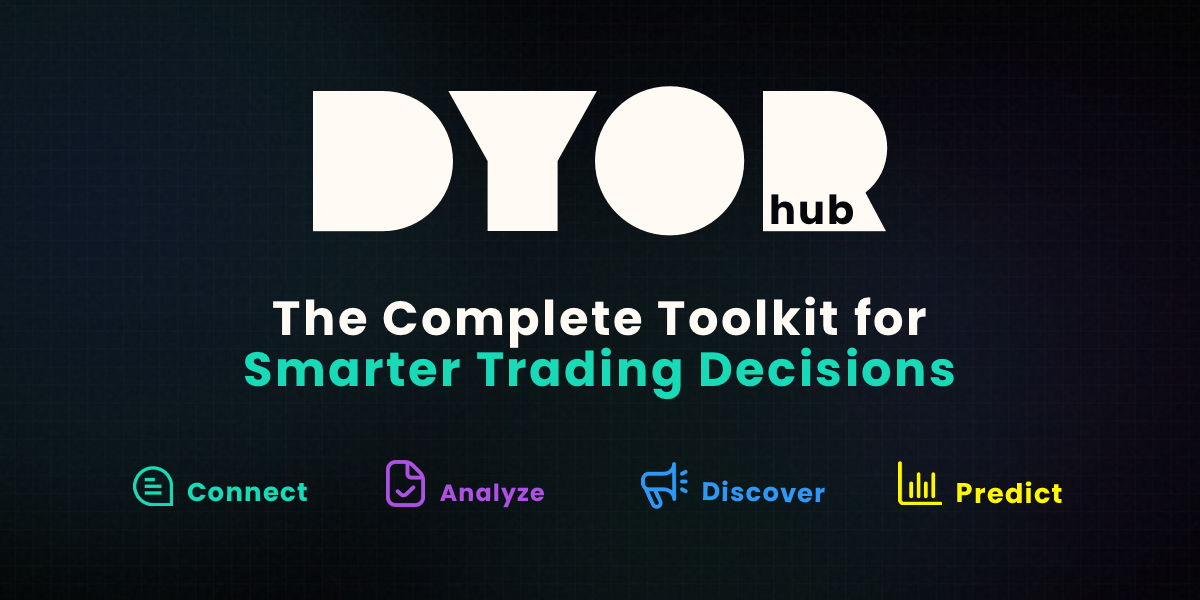 DYOR
hub
The Complete Toolkit for
Smarter Trading Decisions
Connect
Analyze
Discover
Predict